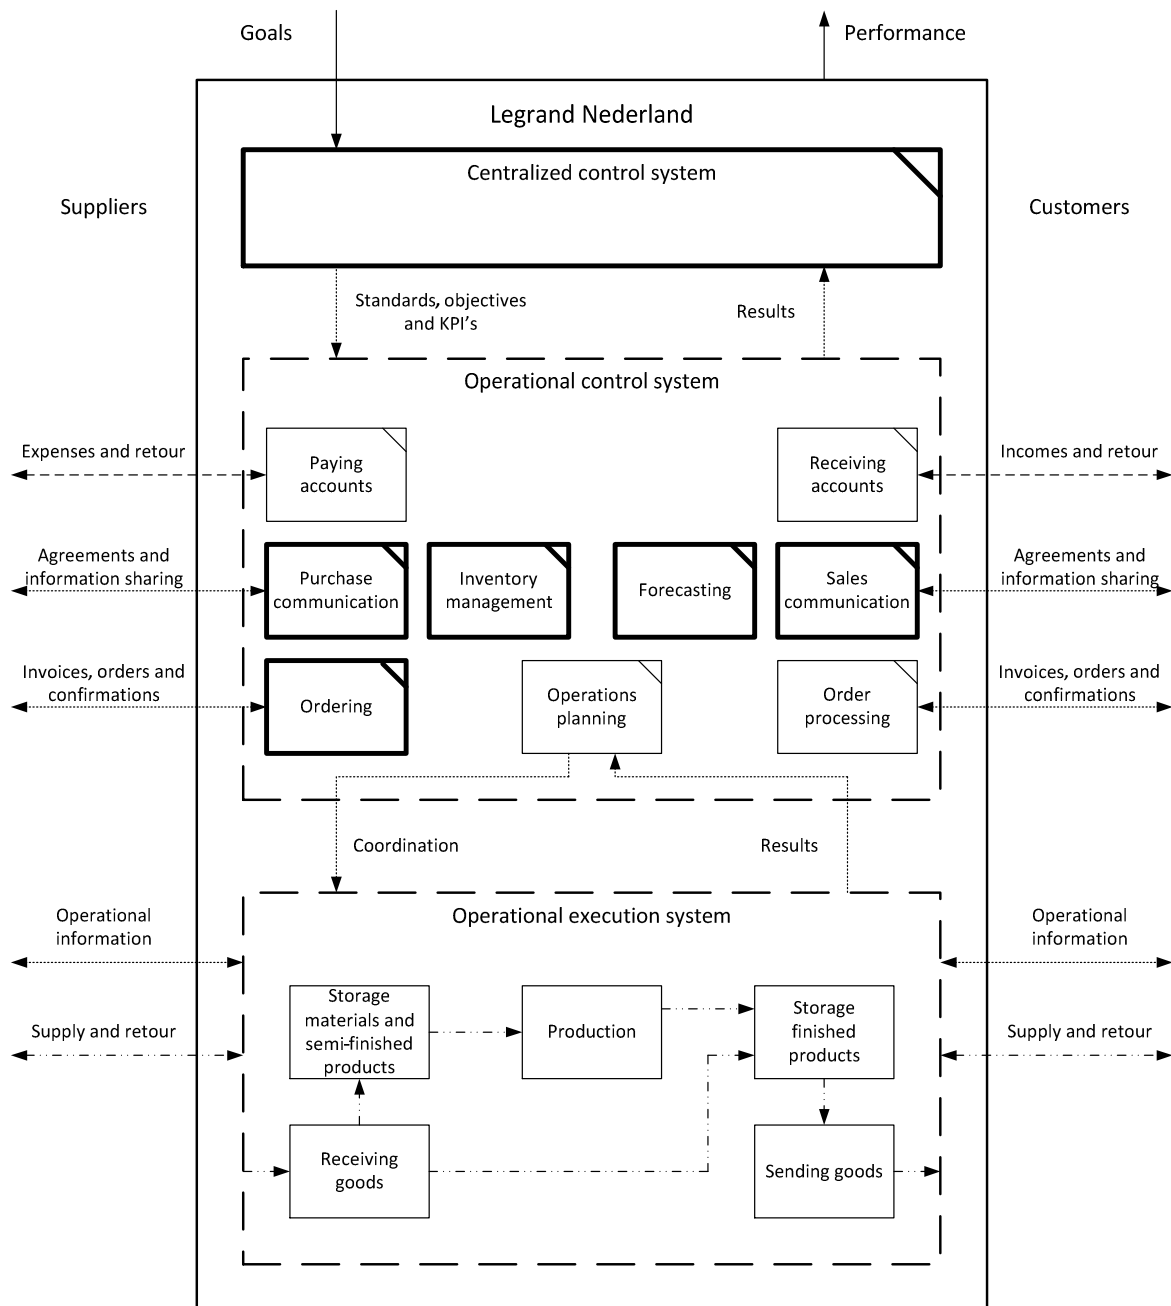 Goals
Performance
Legrand Nederland
Centralized control system
Suppliers
Customers
Standards, objectives
and KPI's
Results
Operational control system
Expenses and retour
Paying
accounts
Receiving
accounts
Incomes and retour
Agreements and
information sharing
Purchase
communication
Inventory
management
Forecasting
Sales
communication
Agreements and
information sharing
Invoices, orders and
confirmations
Ordering
Operations
planning
Order
processing
Invoices, orders and
confirmations
Coordination
Results
Operational execution system
Operational
information
Operational
information
Supply and retour
Storage
materials and
semi-finished
products
Production
Storage
finished
products
Supply and retour
Receiving
goods
Sending goods